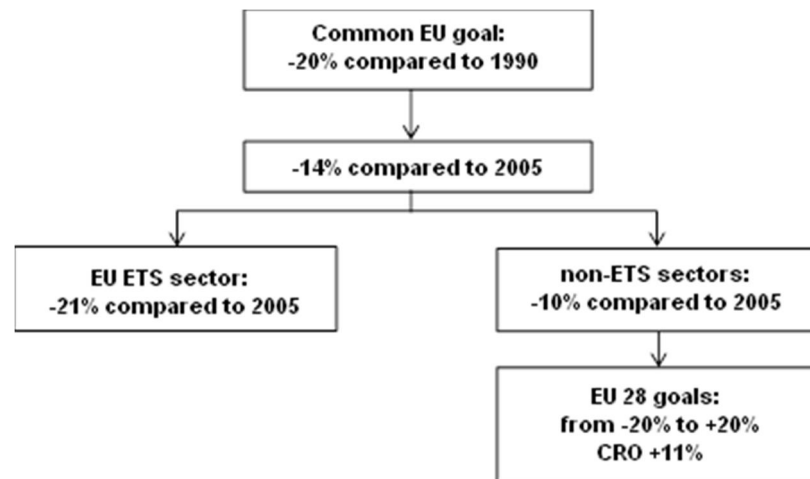 Common EU goal:
-20% compared to 1990
-14% compared to 2005
EU ETS sector:
-21% compared to 2005
non-ETS sectors:
-10% compared to 2005
EU 28 goals:
from -20% to +20%
CRO +11%